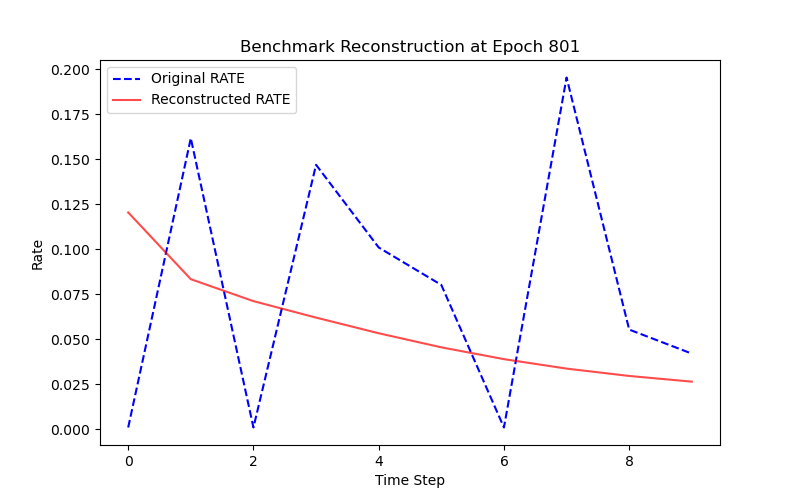 Benchmark Reconstruction at Epoch 801
Original RATE
Reconstructed RATE
0.200
0.175
0.150
0.125
0.100
0.075
0.050
0.025
0.000
Rate
0 2 4 6 8
Time Step